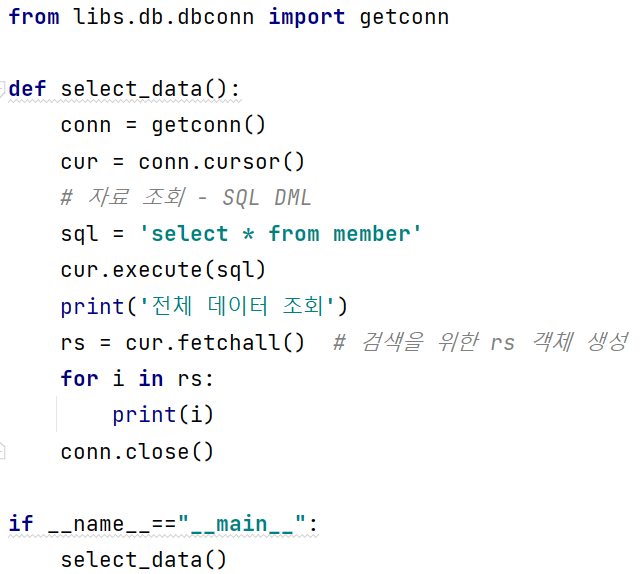 from libs.db.dbconn import getconn
def select_data():
    conn = getconn()
    cur = conn.cursor()
    # 자료 조회 - SQL DML
    sql = 'select * from member'
    cur.execute(sql)
    print('전체 데이터 조회')
    rs = cur.fetchall()  # 검색을 위한 rs 객체 생성
    for i in rs:
        print(i)
    conn.close()
if __name__=="__main__":
    select_data()